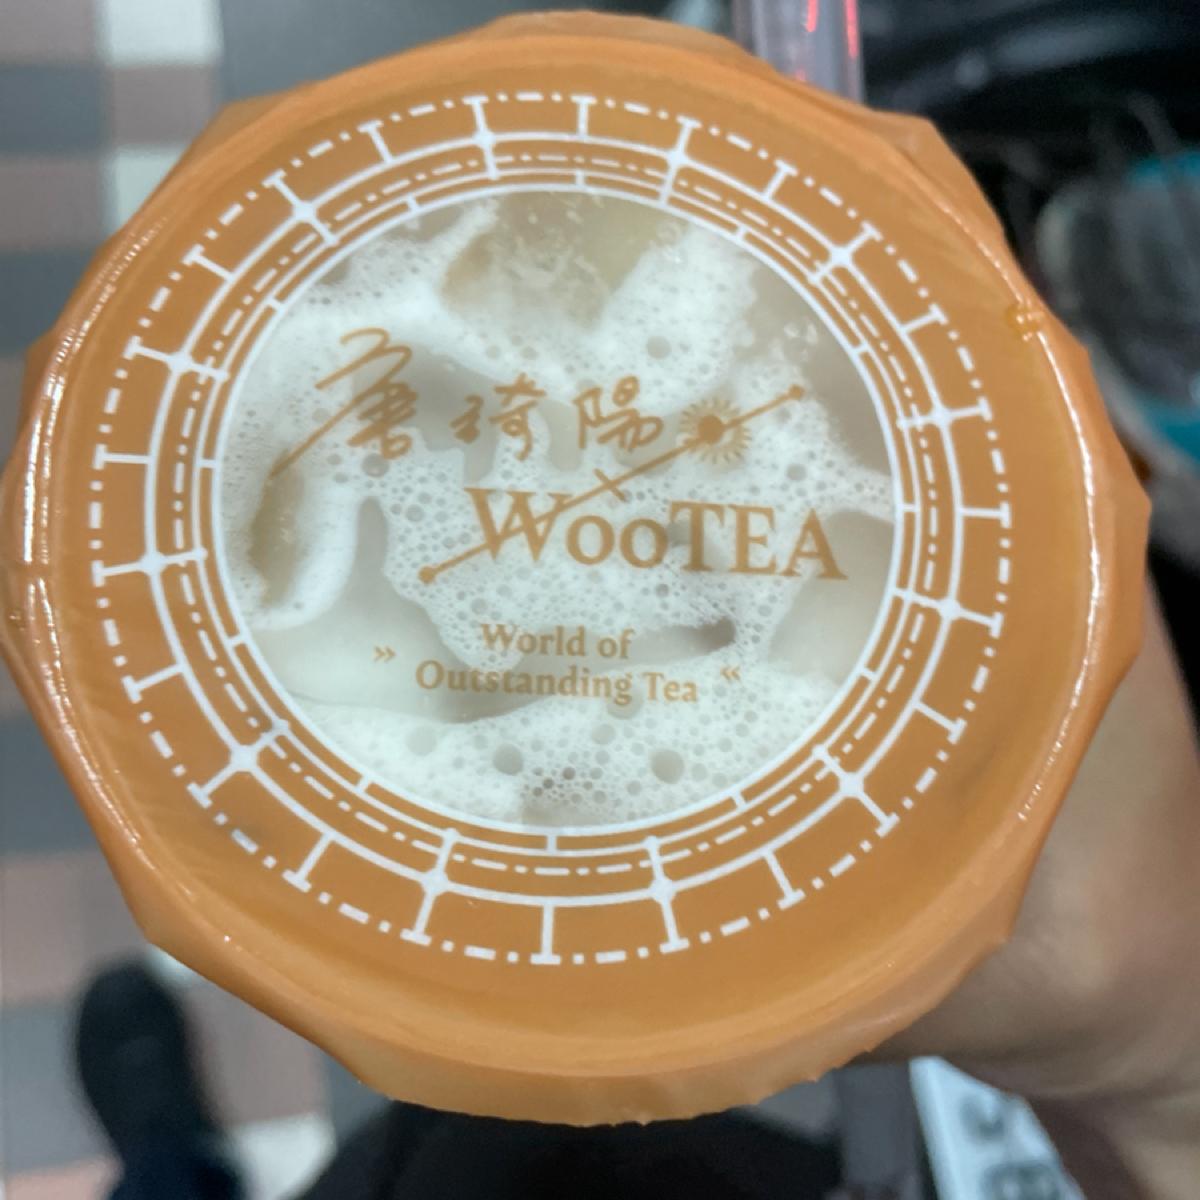 唐綺陽
×
WooTEA
World of
» Outstanding Tea «